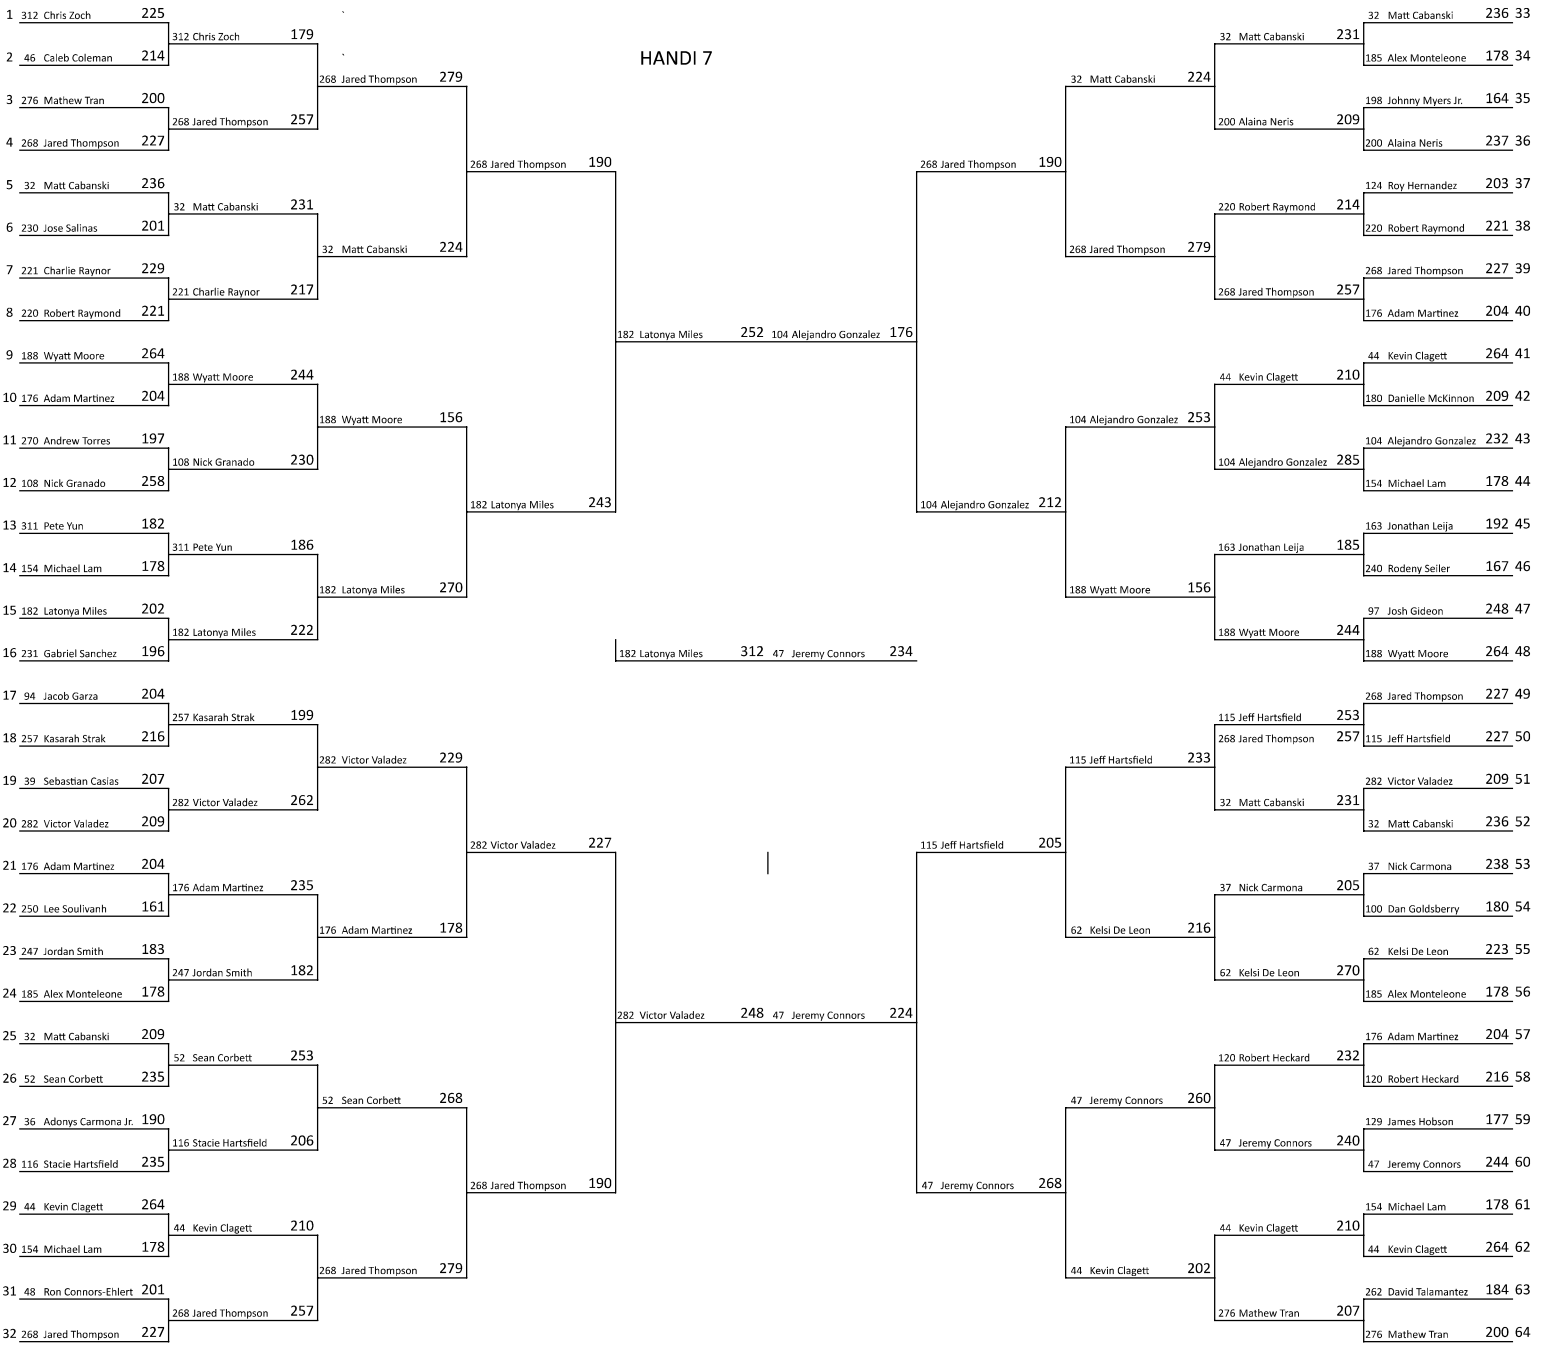 HANDI 7
1 312 Chris Zoch 225
2 46 Caleb Coleman 214
3 276 Mathew Tran 200
4 268 Jared Thompson 227
5 32 Matt Cabanski 236
6 230 Jose Salinas 201
7 221 Charlie Raynor 229
8 220 Robert Raymond 221
9 188 Wyatt Moore 264
10 176 Adam Martinez 204
11 270 Andrew Torres 197
12 108 Nick Granado 258
13 311 Pete Yun 182
14 154 Michael Lam 178
15 182 Latonya Miles 202
16 231 Gabriel Sanchez 196
17 94 Jacob Garza 204
18 257 Kasarah Strak 216
19 39 Sebastian Casias 207
20 282 Victor Valadez 209
21 176 Adam Martinez 204
22 250 Lee Soulivanh 161
23 247 Jordan Smith 183
24 185 Alex Monteleone 178
25 32 Matt Cabanski 209
26 52 Sean Corbett 235
27 36 Adonys Carmona Jr. 190
28 116 Stacie Hartsfield 235
29 44 Kevin Clagett 264
30 154 Michael Lam 178
31 48 Ron Connors-Ehlert 201
32 268 Jared Thompson 227
312 Chris Zoch 179
268 Jared Thompson 257
32 Matt Cabanski 231
221 Charlie Raynor 217
188 Wyatt Moore 244
108 Nick Granado 230
311 Pete Yun 186
182 Latonya Miles 222
257 Kasarah Strak 199
282 Victor Valadez 262
176 Adam Martinez 235
247 Jordan Smith 182
52 Sean Corbett 253
116 Stacie Hartsfield 206
44 Kevin Clagett 210
268 Jared Thompson 257
268 Jared Thompson 279
32 Matt Cabanski 224
188 Wyatt Moore 156
182 Latonya Miles 270
282 Victor Valadez 229
176 Adam Martinez 178
52 Sean Corbett 268
268 Jared Thompson 279
268 Jared Thompson 190
182 Latonya Miles 243
282 Victor Valadez 227
268 Jared Thompson 190
182 Latonya Miles 252 104 Alejandro Gonzalez 176
182 Latonya Miles 312 47 Jeremy Connors 234
282 Victor Valadez 248 47 Jeremy Connors 224
268 Jared Thompson 190
104 Alejandro Gonzalez 212
115 Jeff Hartsfield 205
47 Jeremy Connors 268
32 Matt Cabanski 224
268 Jared Thompson 279
104 Alejandro Gonzalez 253
188 Wyatt Moore 156
115 Jeff Hartsfield 233
62 Kelsi De Leon 216
47 Jeremy Connors 260
44 Kevin Clagett 202
32 Matt Cabanski 231
200 Alaina Neris 209
220 Robert Raymond 214
268 Jared Thompson 257
44 Kevin Clagett 210
104 Alejandro Gonzalez 285
163 Jonathan Leija 185
188 Wyatt Moore 244
115 Jeff Hartsfield 253
268 Jared Thompson 257
32 Matt Cabanski 231
37 Nick Carmona 205
62 Kelsi De Leon 270
120 Robert Heckard 232
47 Jeremy Connors 240
44 Kevin Clagett 210
276 Mathew Tran 207
32 Matt Cabanski 236 33
185 Alex Monteleone 178 34
198 Johnny Myers Jr. 164 35
200 Alaina Neris 237 36
124 Roy Hernandez 203 37
220 Robert Raymond 221 38
268 Jared Thompson 227 39
176 Adam Martinez 204 40
44 Kevin Clagett 264 41
180 Danielle McKinnon 209 42
104 Alejandro Gonzalez 232 43
154 Michael Lam 178 44
163 Jonathan Leija 192 45
240 Rodeny Seiler 167 46
97 Josh Gideon 248 47
188 Wyatt Moore 264 48
268 Jared Thompson 227 49
115 Jeff Hartsfield 227 50
282 Victor Valadez 209 51
32 Matt Cabanski 236 52
37 Nick Carmona 238 53
100 Dan Goldsberry 180 54
62 Kelsi De Leon 223 55
185 Alex Monteleone 178 56
176 Adam Martinez 204 57
120 Robert Heckard 216 58
129 James Hobson 177 59
47 Jeremy Connors 244 60
154 Michael Lam 178 61
44 Kevin Clagett 264 62
262 David Talamantez 184 63
276 Mathew Tran 200 64